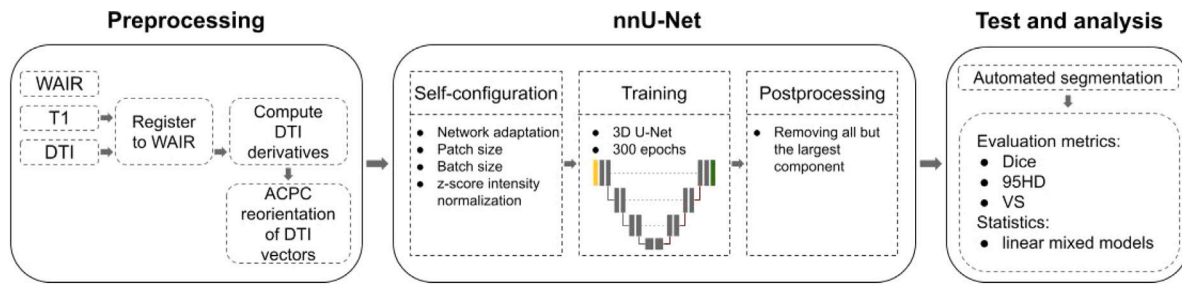 Preprocessing
WAIR
T1
DTI
Register
to WAIR
Compute
DTI
derivatives
ACPC
reorientation
of DTI
vectors
nnU-Net
Self-configuration
● Network adaptation
● Patch size
● Batch size
● z-score intensity
normalization
Training
● 3D U-Net
● 300 epochs
Postprocessing
● Removing all but
the largest
component
Test and analysis
Automated segmentation
Evaluation metrics:
● Dice
● 95HD
● VS
Statistics:
● linear mixed models